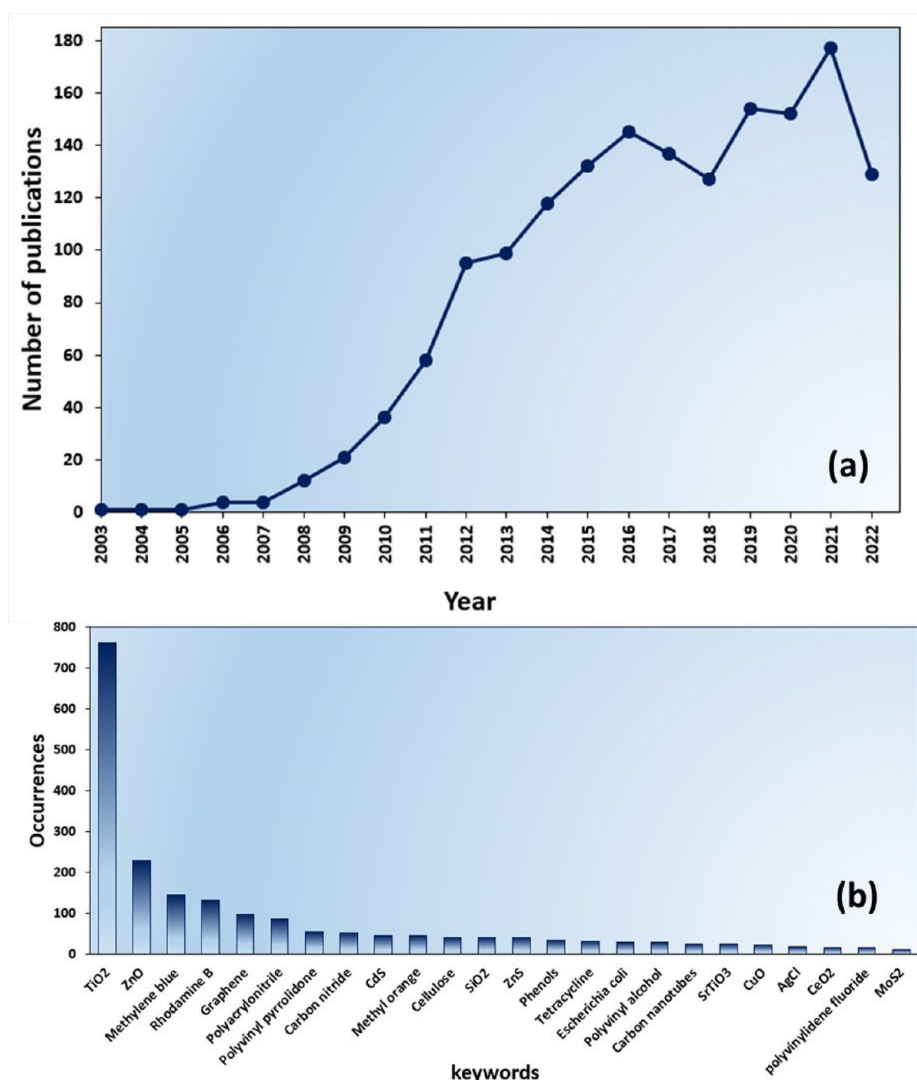 180
160
140
120
100
80
60
40
20
0
Number of publications
2003
2004
2005
2006
2007
2008
2009
2010
2011
2012
2013
2014
2015
2016
2017
2018
2019
2020
2021
2022
Year
(a)
800
700
600
500
400
300
200
100
0
Occurrences
TiO2
ZnO
Methylene blue
Rhodamine B
Graphene
Polyacrylonitrile
Polyvinyl pyrrolidone
Carbon nitride
CdS
Methyl orange
Cellulose
SiO2
ZnS
Phenols
Tetracycline
Escherichia coli
Polyvinyl alcohol
Carbon nanotubes
SrTiO3
CuO
AgCl
CeO2
polyvinylidene fluoride
MoS2
keywords
(b)